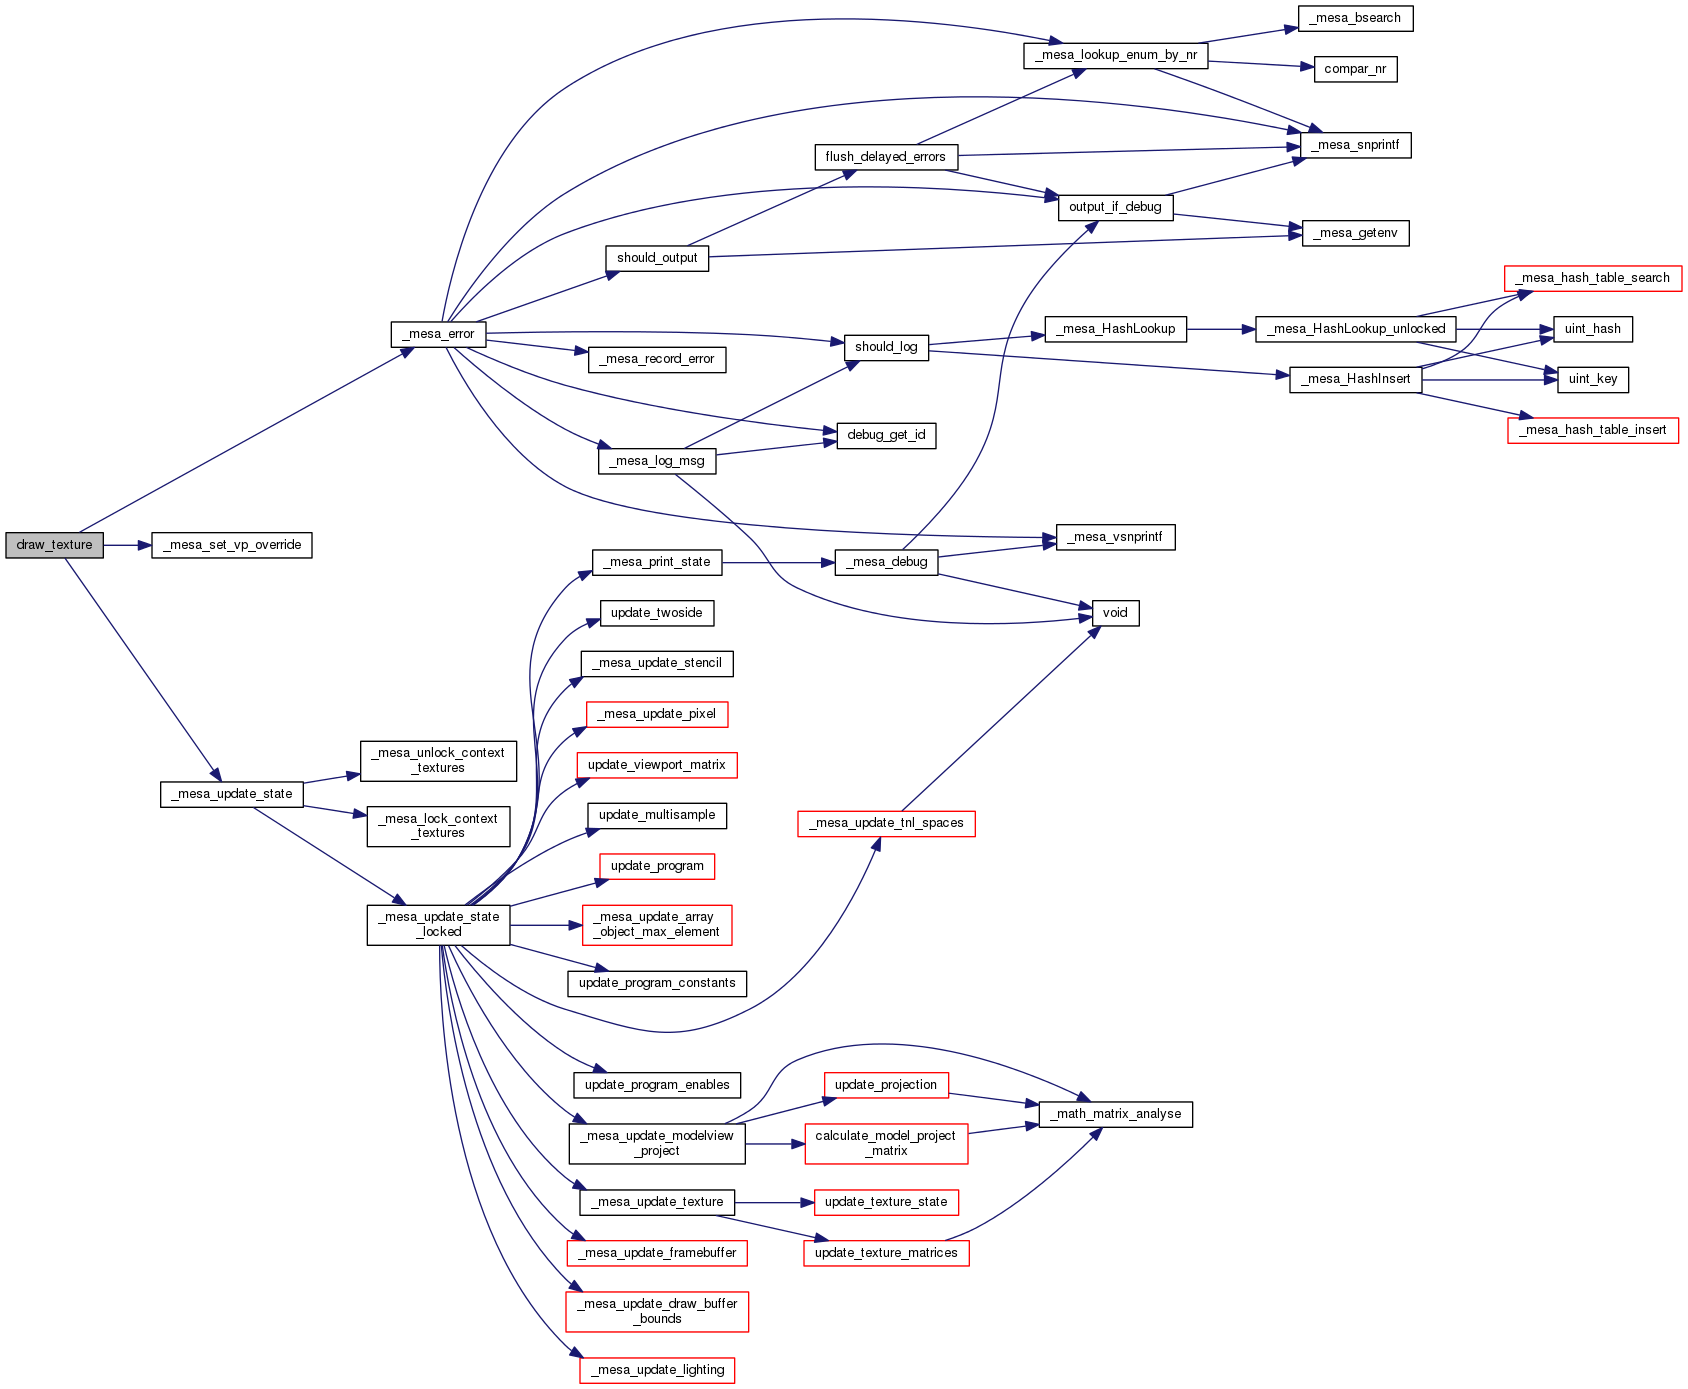 _mesa_bsearch
_mesa_lookup_enum_by_nr
compar_nr
_mesa_snprintf
flush_delayed_errors
output_if_debug
_mesa_getenv
should_output
_mesa_hash_table_search
_mesa_error
should_log
_mesa_HashLookup
_mesa_HashLookup_unlocked
uint_hash
_mesa_record_error
_mesa_HashInsert
uint_key
_mesa_hash_table_insert
debug_get_id
_mesa_log_msg
draw_texture
_mesa_set_vp_override
_mesa_vsnprintf
_mesa_print_state
_mesa_debug
void
update_twoside
_mesa_update_stencil
_mesa_update_pixel
_mesa_unlock_context
_textures
update_viewport_matrix
_mesa_update_state
_mesa_lock_context
_textures
update_multisample
_mesa_update_tnl_spaces
update_program
_mesa_update_state
_locked
_mesa_update_array
_object_max_element
update_program_constants
update_program_enables
update_projection
_math_matrix_analyse
_mesa_update_modelview
_project
calculate_model_project
_matrix
_mesa_update_texture
update_texture_state
_mesa_update_framebuffer
update_texture_matrices
_mesa_update_draw_buffer
_bounds
_mesa_update_lighting